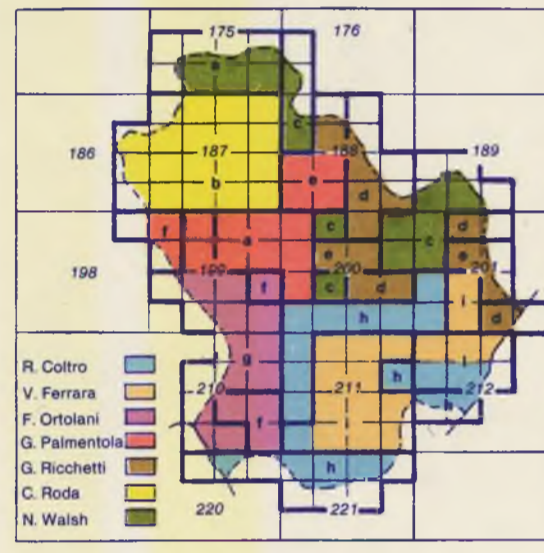 175 176
a
c
186 187 188 189
b e d
f a c c d
e e
198 199 200 201
f c d i
h d
g i
R. Coltro
V. Ferrara
F. Ortolani
G. Palmentola
G. Ricchetti
C. Roda
N. Walsh
210 211 h 212
h
f
h
220 221